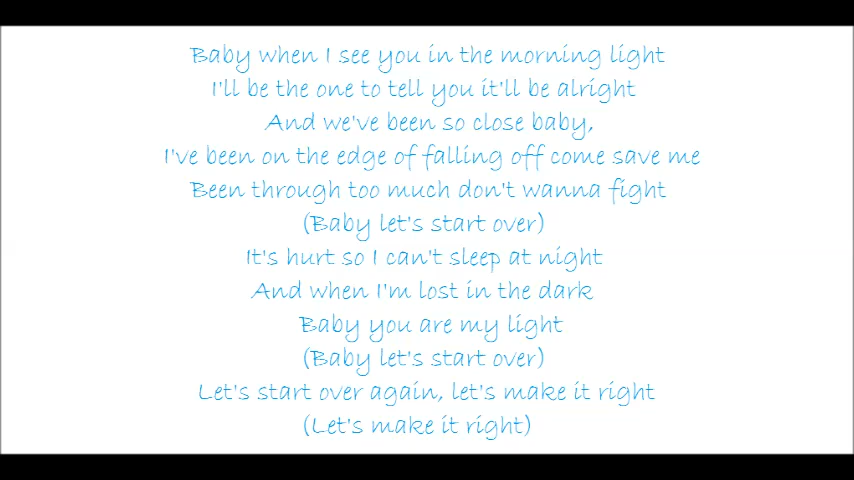 Baby when I see you in the morning light
I'll be the one to tell you it'll be alright
And we've been so close baby,
I've been on the edge of falling off come save me
Been through too much don't wanna fight
(Baby let's start over)
It's hurt so I can't sleep at night
And when I'm lost in the dark
Baby you are my light
(Baby let's start over)
Let's start over again, let's make it right
(Let's make it right)